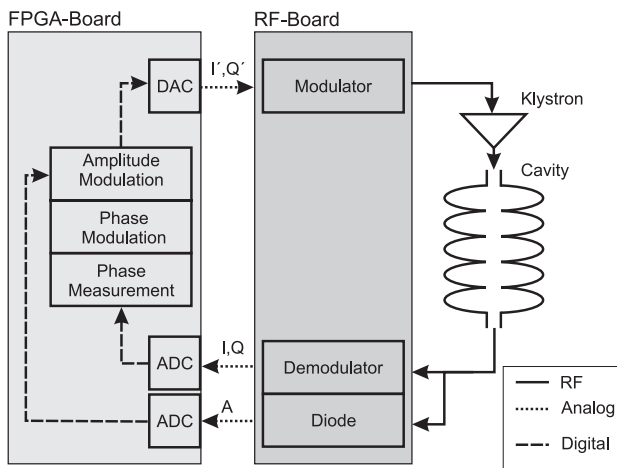 FPGA-Board
RF-Board
DAC
I´,Q´
Modulator
Klystron
Amplitude
Modulation
Cavity
Phase
Modulation
Phase
Measurement
ADC
I,Q
Demodulator
ADC
A
Diode
RF
Analog
Digital